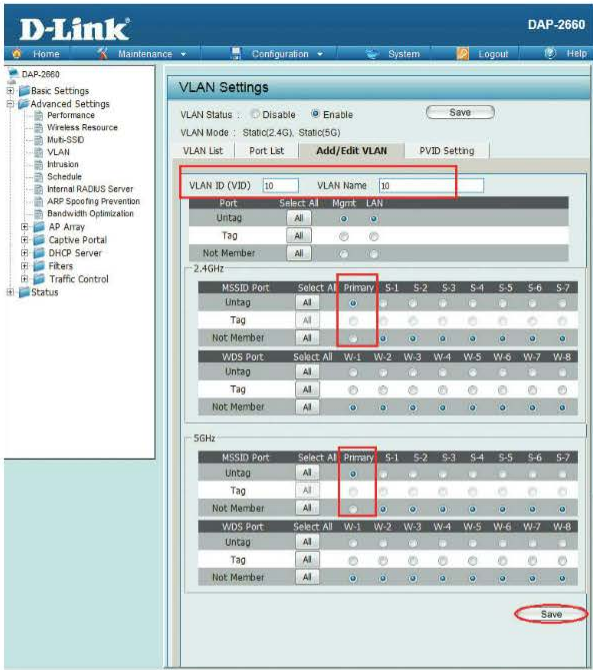 D-Link
DAP-2660
Home Maintenance Configuration System Logout Help
DAP-2660
Basic Settings
Advanced Settings
Performance
Wireless Resource
Multi-SSID
VLAN
Intrusion
Schedule
Internal RADIUS Server
ARP Spoofing Prevention
Bandwidth Optimization
AP Array
Captive Portal
DHCP Server
Filters
Traffic Control
Status
VLAN Settings
VLAN Status : Disable Enable Save
VLAN Mode : Static(2.4G), Static(5G)
VLAN List Port List Add/Edit VLAN PVID Setting
VLAN ID (VID) 10 VLAN Name 10
Port Select All Mgmt LAN
Untag All
Tag All
Not Member All
2.4GHz
MSSID Port Select All Primary S-1 S-2 S-3 S-4 S-5 S-6 S-7
Untag All
Tag All
Not Member All
WDS Port Select All W-1 W-2 W-3 W-4 W-5 W-6 W-7 W-8
Untag All
Tag All
Not Member All
5GHz
MSSID Port Select All Primary S-1 S-2 S-3 S-4 S-5 S-6 S-7
Untag All
Tag All
Not Member All
WDS Port Select All W-1 W-2 W-3 W-4 W-5 W-6 W-7 W-8
Untag All
Tag All
Not Member All
Save